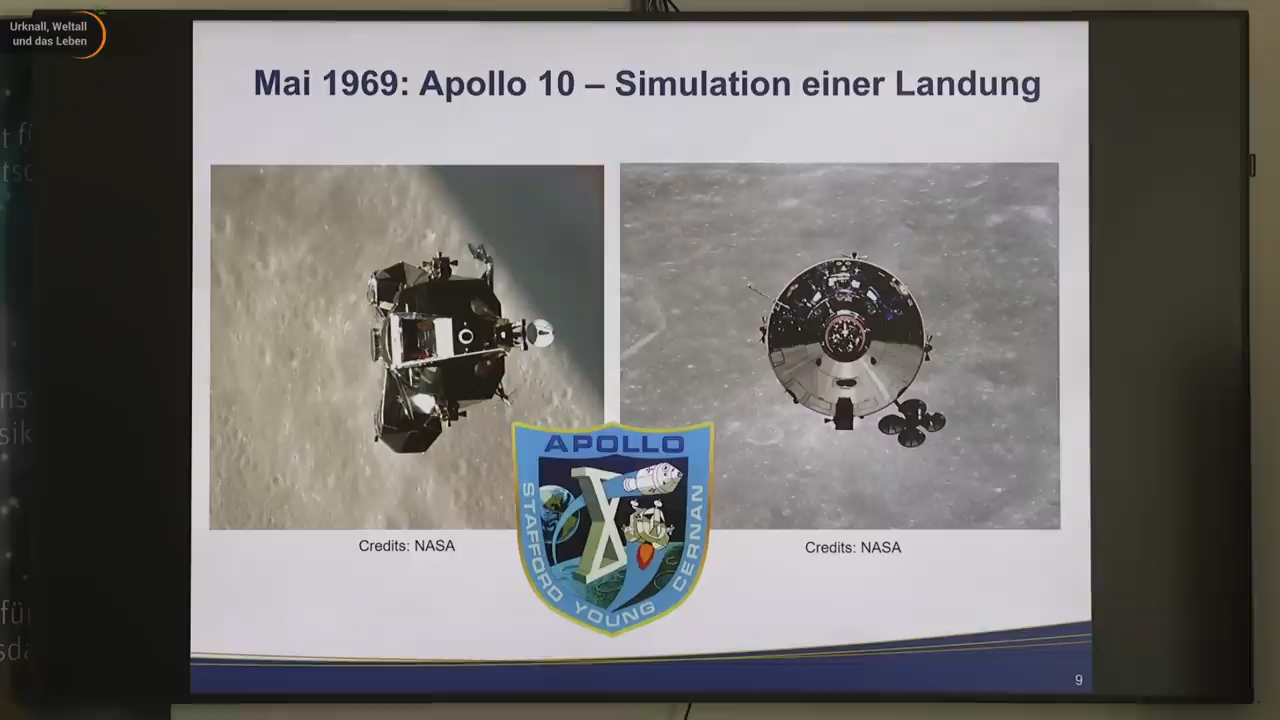 Urknall, Weltall
und das Leben
Mai 1969: Apollo 10 – Simulation einer Landung
APOLLO
STAFFORD YOUNG CERNAN
Credits: NASA
Credits: NASA
9